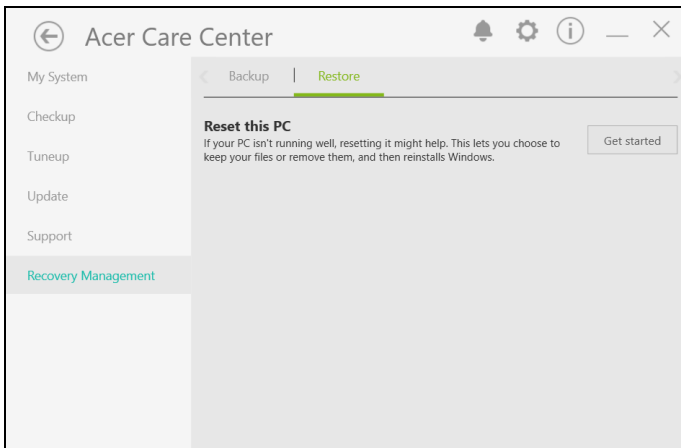 Acer Care Center
My System
Checkup
Tuneup
Update
Support
Recovery Management
Backup | Restore
Reset this PC
If your PC isn't running well, resetting it might help. This lets you choose to
keep your files or remove them, and then reinstalls Windows.
Get started